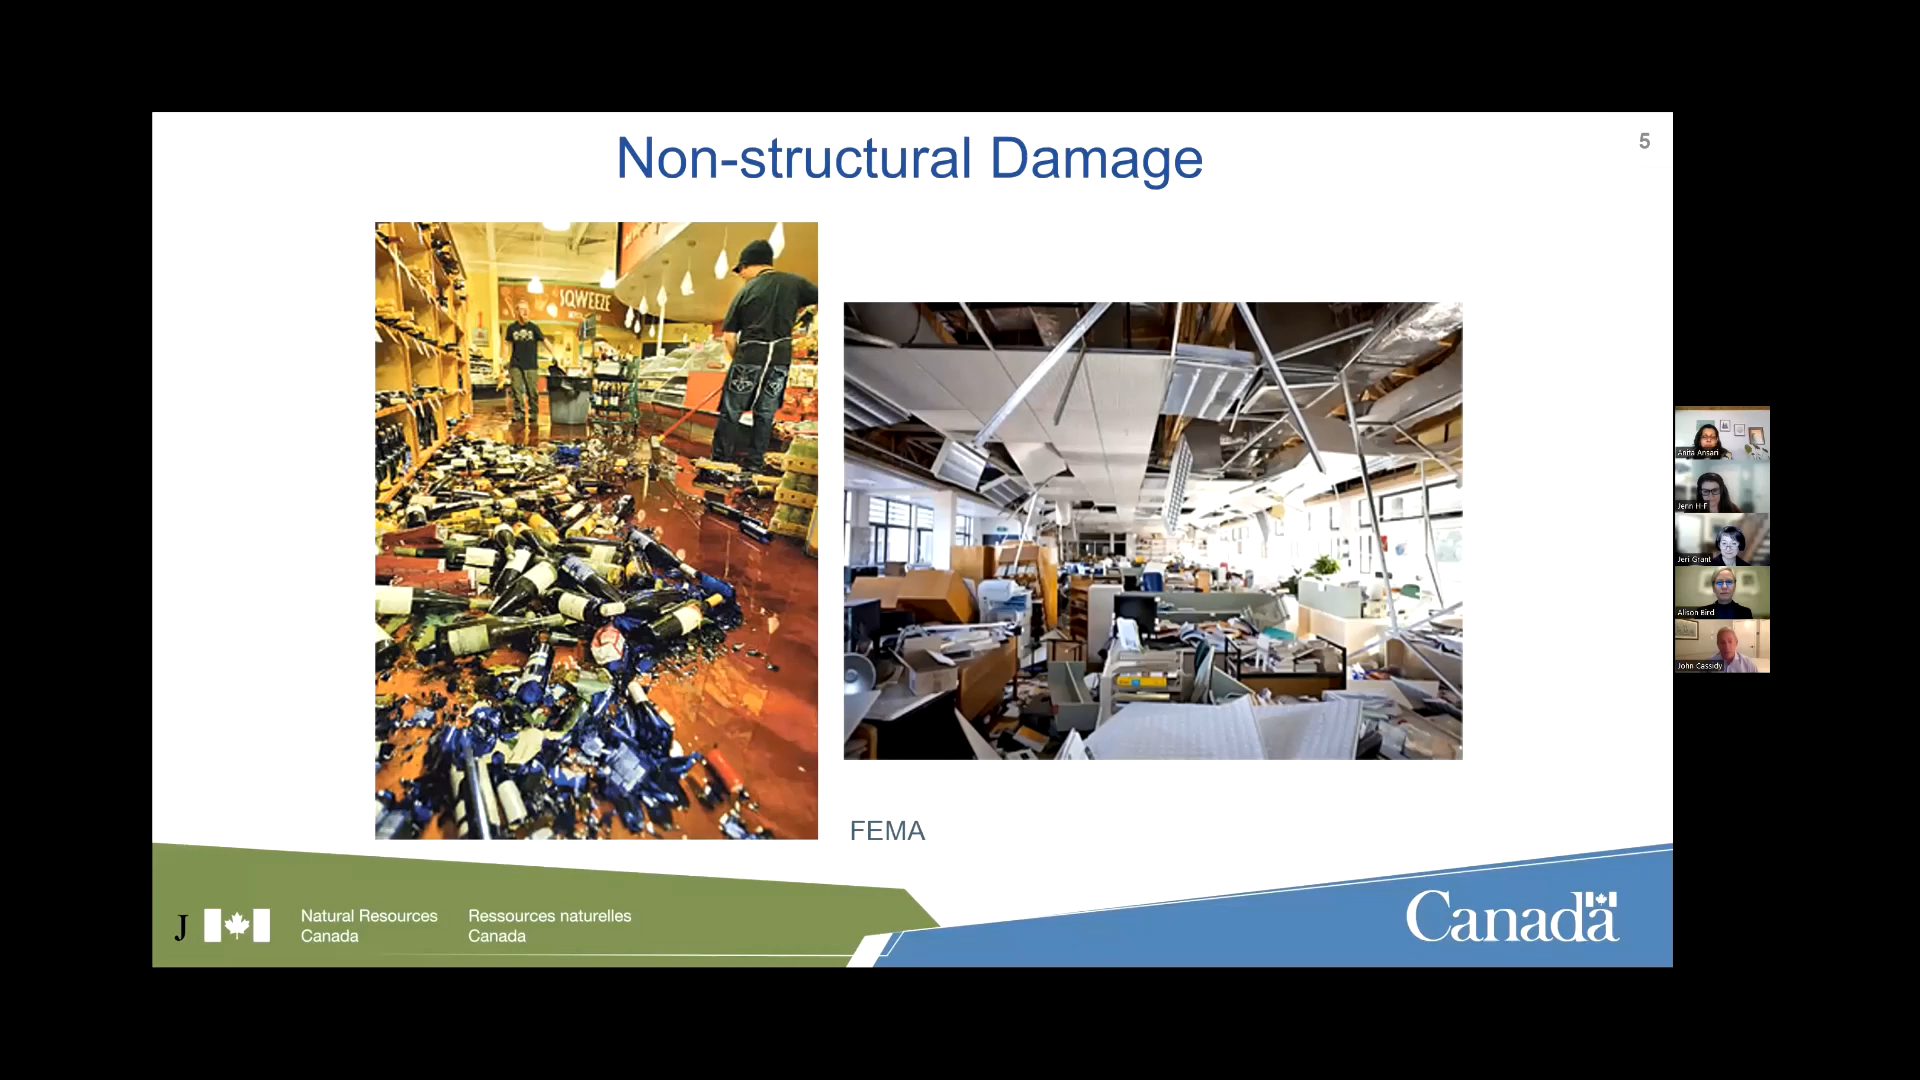 Non-structural Damage
5
SQWEEZE
FEMA
J
Natural Resources
Canada
Ressources naturelles
Canada
Canada
Anita Ansari
Jenn H-F
Jeri Grant
Alison Bird
John Cassidy